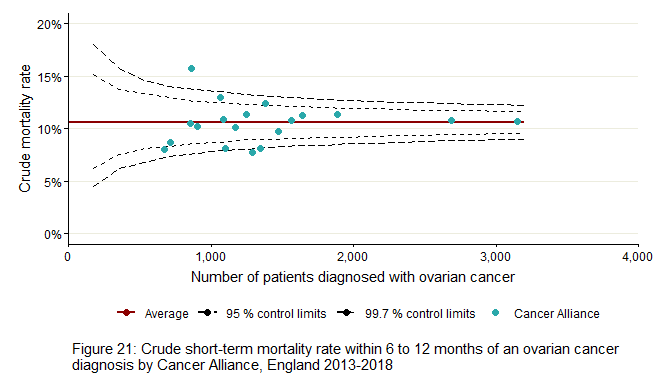 20%
15%
10%
5%
0%
Crude mortality rate
0 1,000 2,000 3,000 4,000
Number of patients diagnosed with ovarian cancer
Average 95 % control limits 99.7 % control limits Cancer Alliance
Figure 21: Crude short-term mortality rate within 6 to 12 months of an ovarian cancer
diagnosis by Cancer Alliance, England 2013-2018